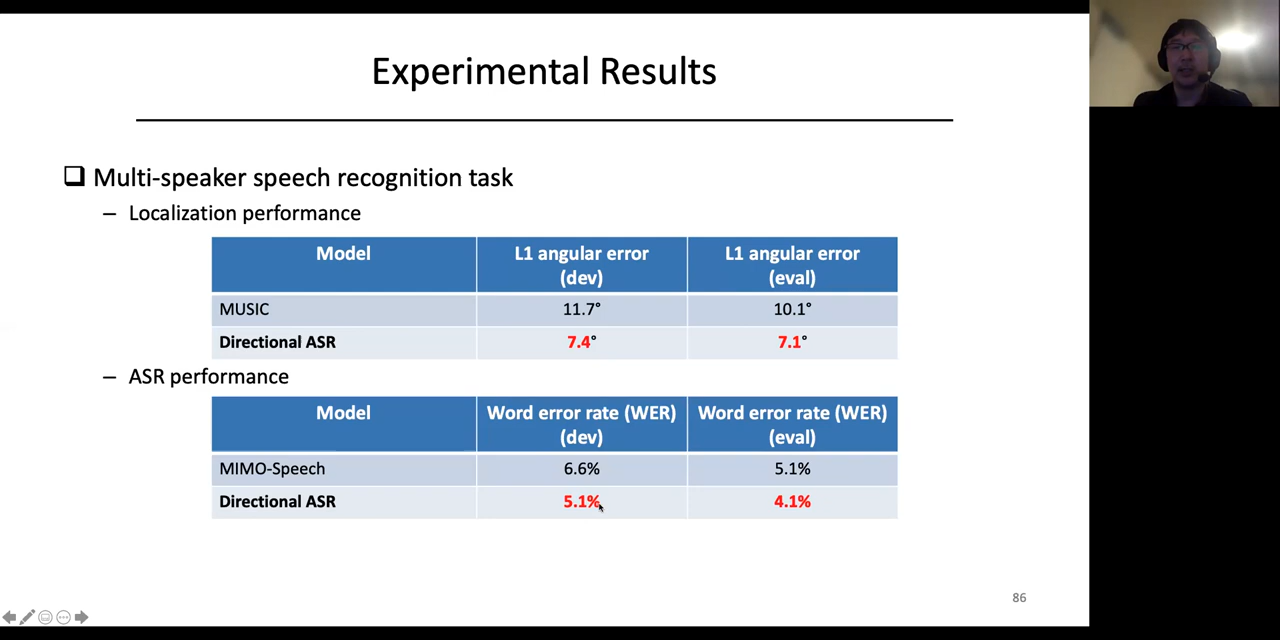 Experimental Results
Multi-speaker speech recognition task
– Localization performance
Model L1 angular error (dev) L1 angular error (eval)
MUSIC 11.7° 10.1°
Directional ASR 7.4° 7.1°
– ASR performance
Model Word error rate (WER) (dev) Word error rate (WER) (eval)
MIMO-Speech 6.6% 5.1%
Directional ASR 5.1% 4.1%
86